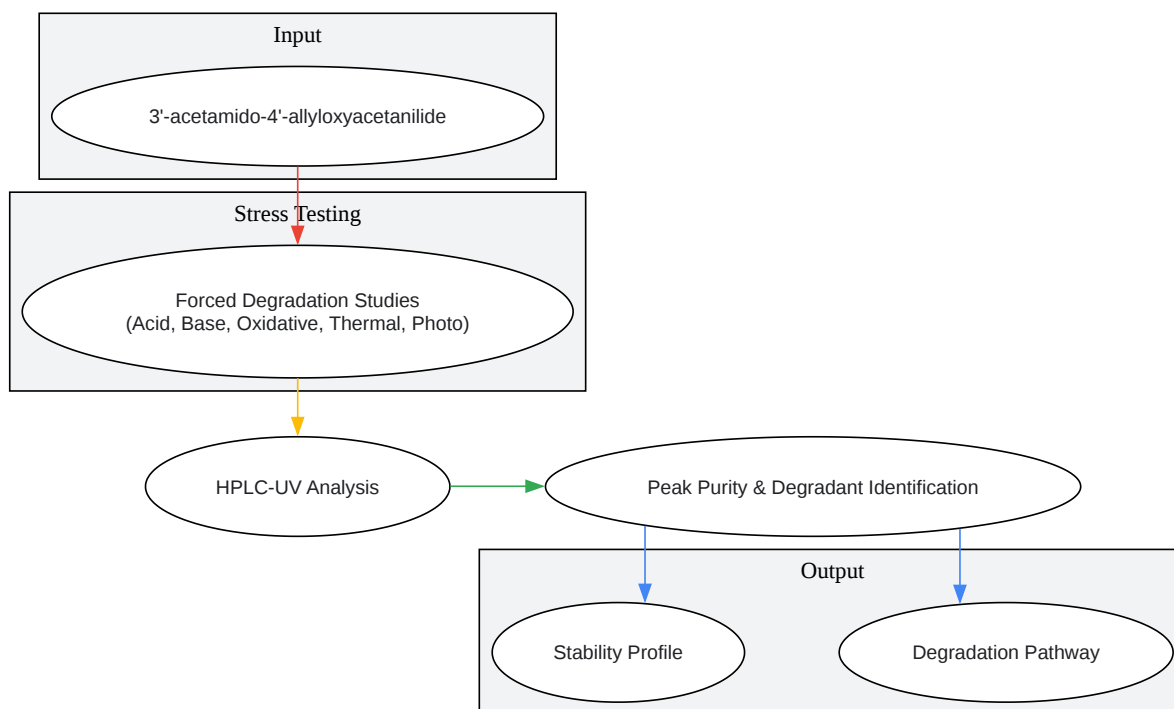 Input
3'-acetamido-4'-allyloxyacetanilide
Stress Testing
Forced Degradation Studies
(Acid, Base, Oxidative, Thermal, Photo)
HPLC-UV Analysis
Peak Purity & Degradant Identification
Output
Stability Profile
Degradation Pathway